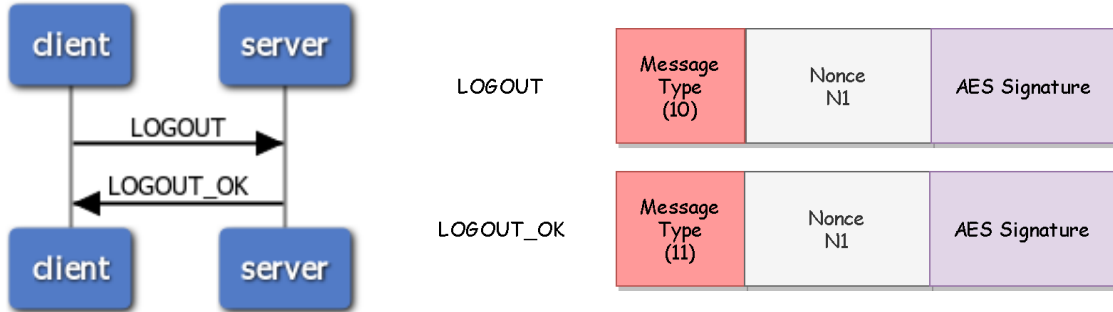 client
server
LOGOUT
LOGOUT_OK
client
server
LOGOUT
Message
Type
(10)
Nonce
N1
AES Signature
LOGOUT_OK
Message
Type
(11)
Nonce
N1
AES Signature